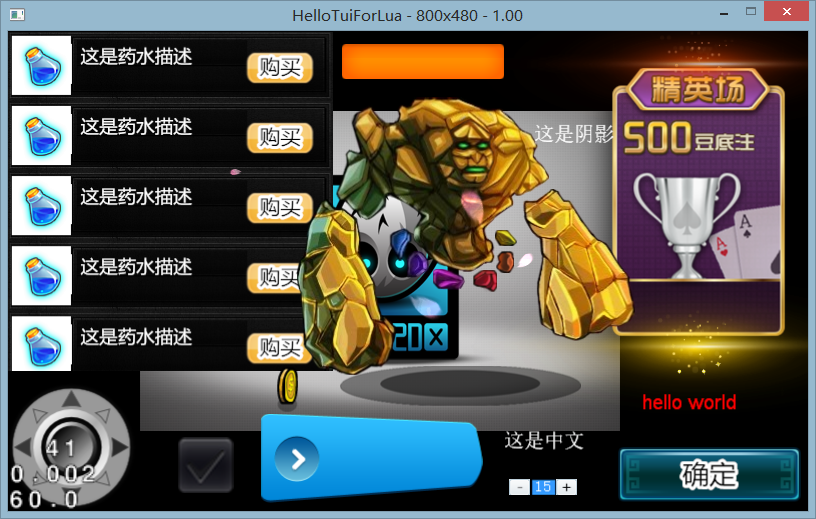 HelloTuiForLua - 800x480 - 1.00
这是药水描述
购买
这是药水描述
购买
这是药水描述
购买
这是药水描述
购买
这是药水描述
购买
这是阴影
精英场
500豆底注
A
A
2DX
hello world
这是中文
- 15 +
确定
41
0.002
60.0